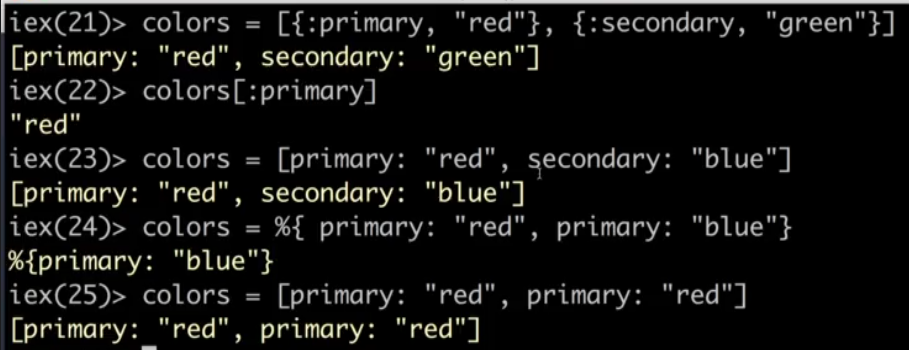 iex(21)> colors = [{:primary, "red"}, {:secondary, "green"}]
[primary: "red", secondary: "green"]
iex(22)> colors[:primary]
"red"
iex(23)> colors = [primary: "red", secondary: "blue"]
[primary: "red", secondary: "blue"]
iex(24)> colors = %{ primary: "red", primary: "blue"}
%{primary: "blue"}
iex(25)> colors = [primary: "red", primary: "red"]
[primary: "red", primary: "red"]